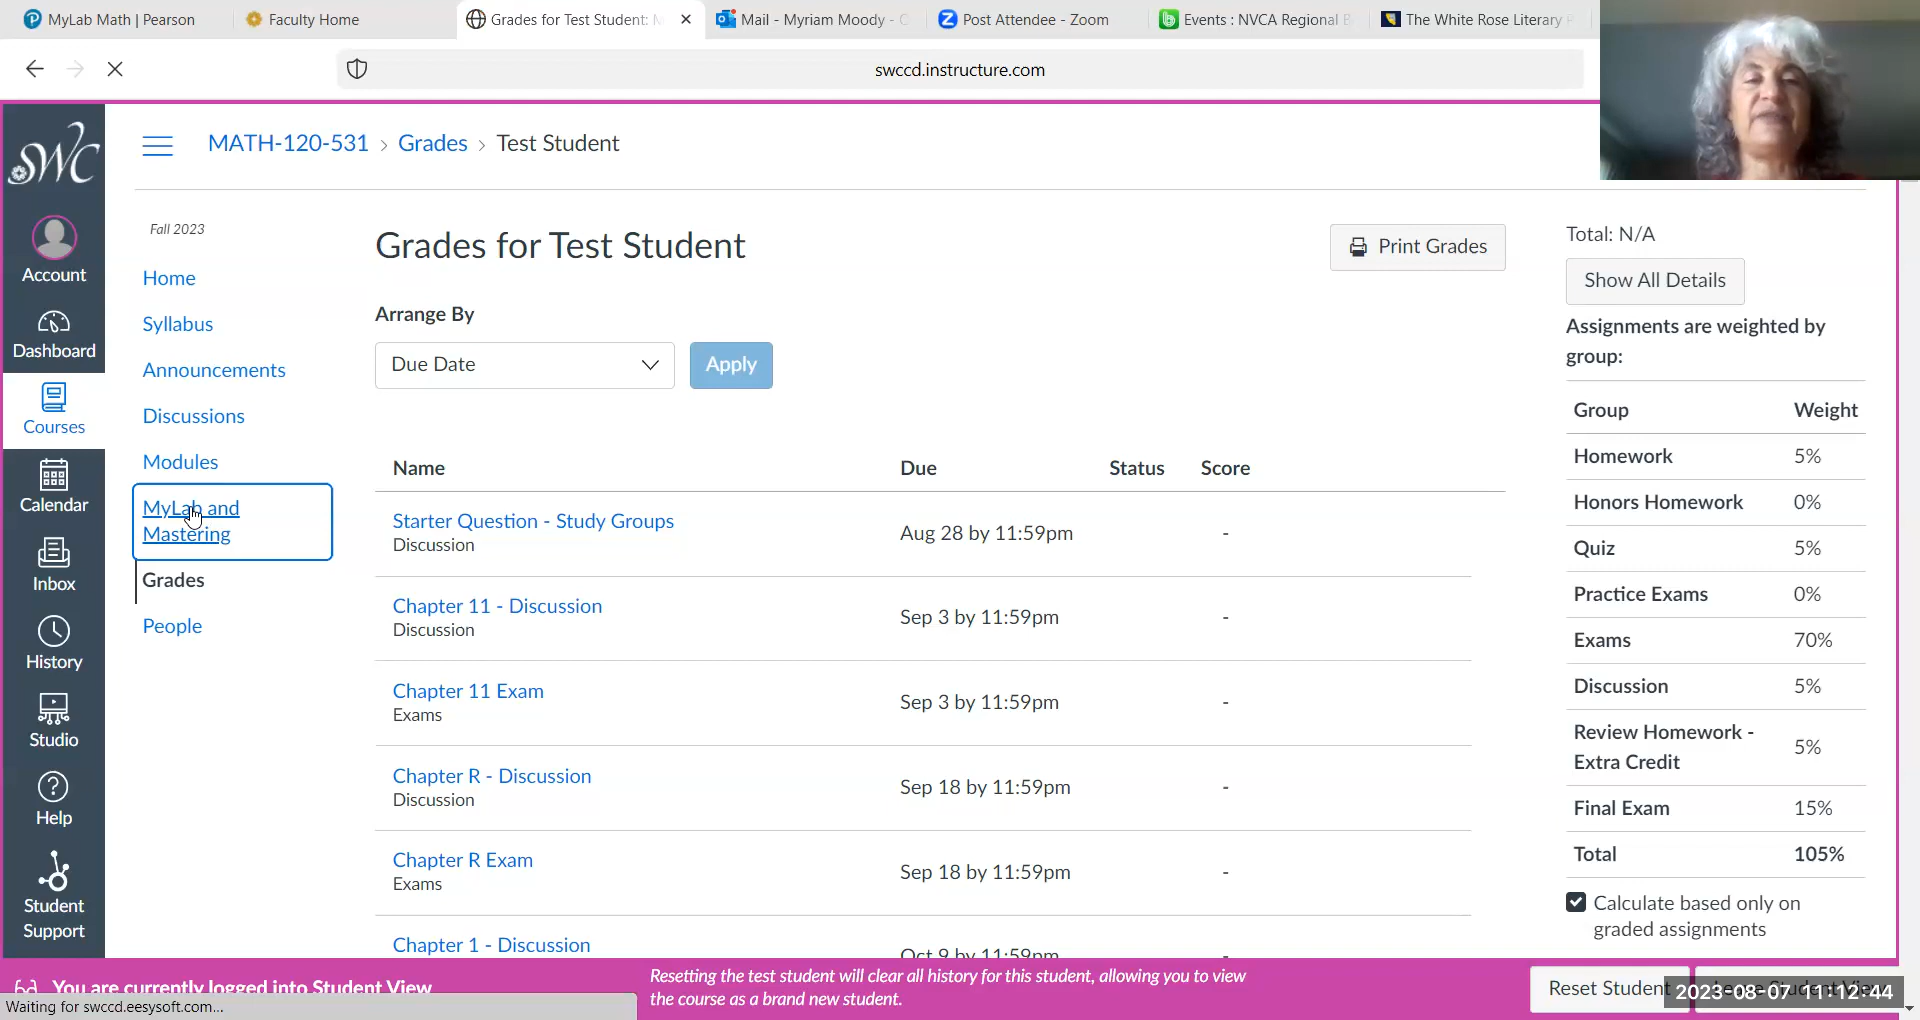 MyLab Math | Pearson
Faculty Home
Grades for Test Student:
Mail - Myriam Moody -
Post Attendee - Zoom
Events : NVCA Regional
The White Rose Literary
swccd.instructure.com
SWC
MATH-120-531 › Grades › Test Student
Account
Dashboard
Courses
Calendar
Inbox
History
Studio
Help
Student
Support
Fall 2023
Home
Syllabus
Announcements
Discussions
Modules
MyLab and
Mastering
Grades
People
Grades for Test Student
Print Grades
Arrange By
Due Date
Apply
Name Due Status Score
Starter Question - Study Groups
Discussion
Aug 28 by 11:59pm -
Chapter 11 - Discussion
Discussion
Sep 3 by 11:59pm -
Chapter 11 Exam
Exams
Sep 3 by 11:59pm -
Chapter R - Discussion
Discussion
Sep 18 by 11:59pm -
Chapter R Exam
Exams
Sep 18 by 11:59pm -
Chapter 1 - Discussion
Oct 9 by 11:59pm -
Total: N/A
Show All Details
Assignments are weighted by
group:
Group Weight
Homework 5%
Honors Homework 0%
Quiz 5%
Practice Exams 0%
Exams 70%
Discussion 5%
Review Homework -
Extra Credit 5%
Final Exam 15%
Total 105%
Calculate based only on
graded assignments
You are currently logged into Student View
Resetting the test student will clear all history for this student, allowing you to view
the course as a brand new student.
Reset Student
2023-08-07 11:12:44
Waiting for swccd.eesysoft.com...